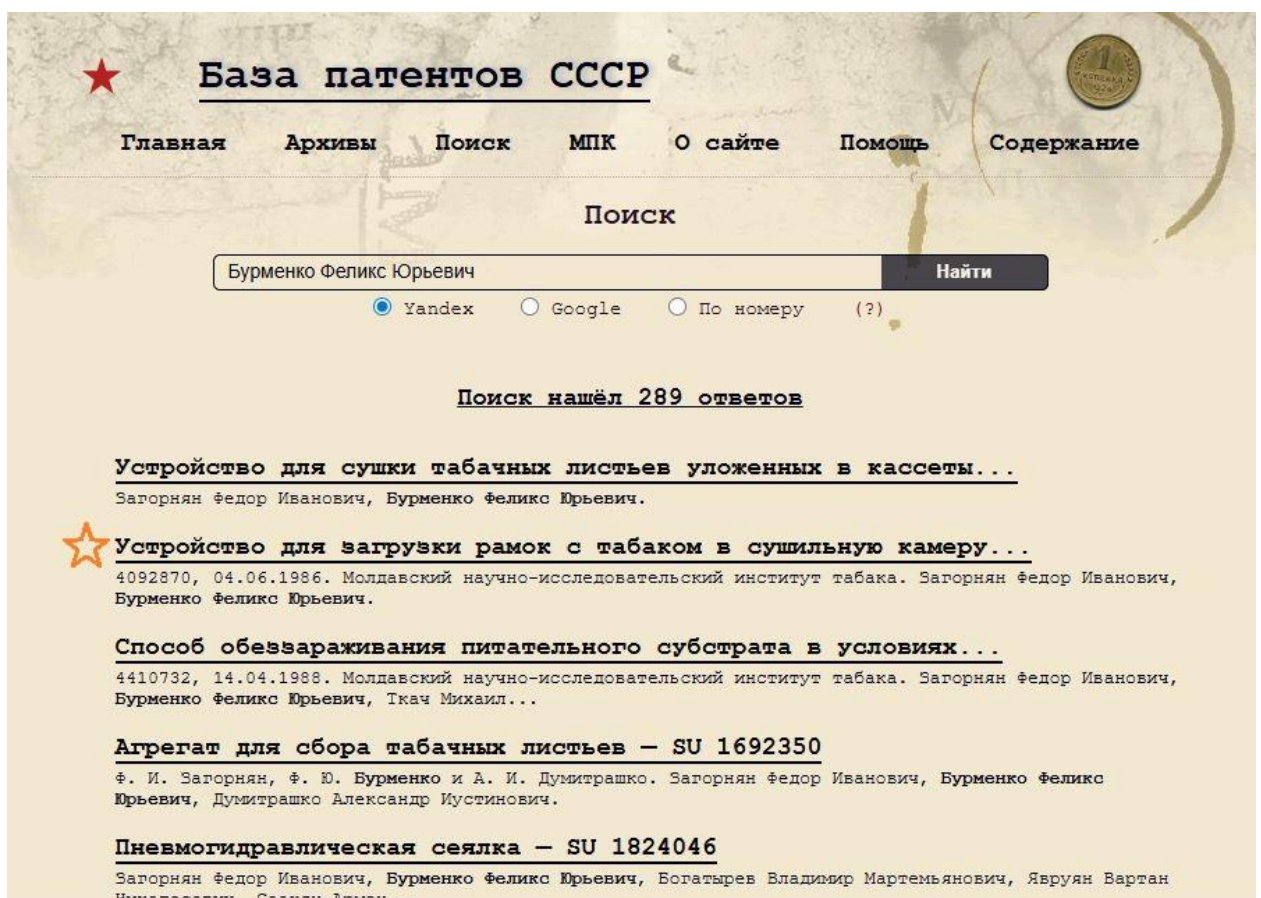 База патентов СССР
Главная Архивы Поиск МПК О сайте Помощь Содержание
Поиск
Бурменко Феликс Юрьевич Найти
Yandex Google По номеру (?)
Поиск нашёл 289 ответов
Устройство для сушки табачных листьев уложенных в кассеты...
Загорнян Федор Иванович, Бурменко Феликс Юрьевич.
Устройство для загрузки рамок с табаком в сушильную камеру...
4092870, 04.06.1986. Молдавский научно-исследовательский институт табака. Загорнян Федор Иванович,
Бурменко Феликс Юрьевич.
Способ обеззараживания питательного субстрата в условиях...
4410732, 14.04.1988. Молдавский научно-исследовательский институт табака. Загорнян Федор Иванович,
Бурменко Феликс Юрьевич, Ткач Михаил...
Агрегат для сбора табачных листьев — SU 1692350
Ф. И. Загорнян, Ф. Ю. Бурменко и А. И. Думитрашко. Загорнян Федор Иванович, Бурменко Феликс
Юрьевич, Думитрашко Александр Иустинович.
Пневмогидравлическая сеялка — SU 1824046
Загорнян Федор Иванович, Бурменко Феликс Юрьевич, Богатырев Владимир Мартемьянович, Явруян Вартан